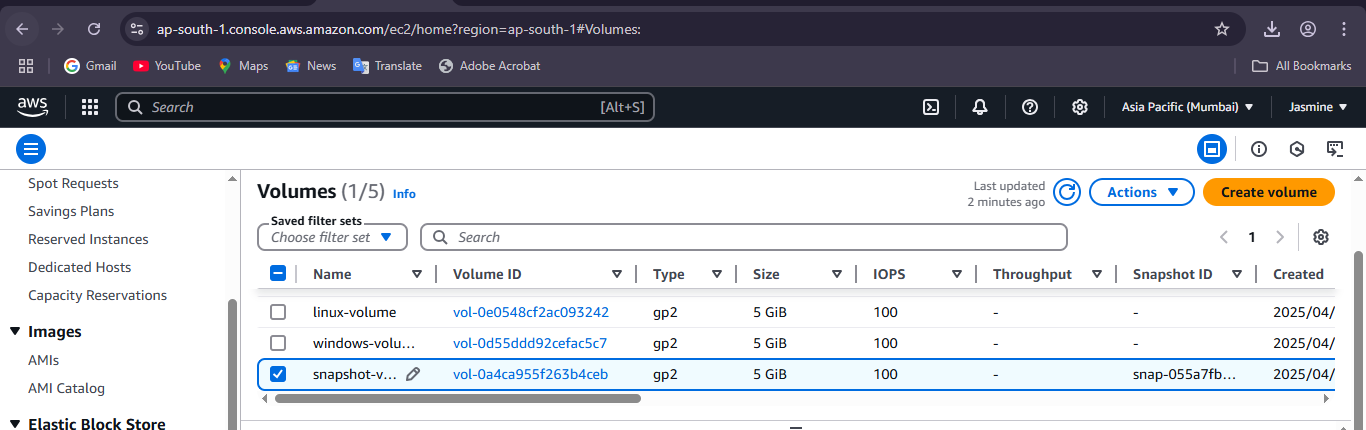 ap-south-1.console.aws.amazon.com/ec2/home?region=ap-south-1#Volumes:
Gmail YouTube Maps News Translate Adobe Acrobat All Bookmarks
aws Search [Alt+S] Asia Pacific (Mumbai) Jasmine
Spot Requests
Savings Plans
Reserved Instances
Dedicated Hosts
Capacity Reservations
Images
AMIs
AMI Catalog
Elastic Block Store
Volumes (1/5) Info
Last updated
2 minutes ago
Actions Create volume
Saved filter sets
Choose filter set Search 1
Name Volume ID Type Size IOPS Throughput Snapshot ID Created
linux-volume vol-0e0548cf2ac093242 gp2 5 GiB 100 - - 2025/04/
windows-volu… vol-0d55ddd92cefac5c7 gp2 5 GiB 100 - - 2025/04/
snapshot-v… vol-0a4ca955f263b4ceb gp2 5 GiB 100 - snap-055a7fb… 2025/04/